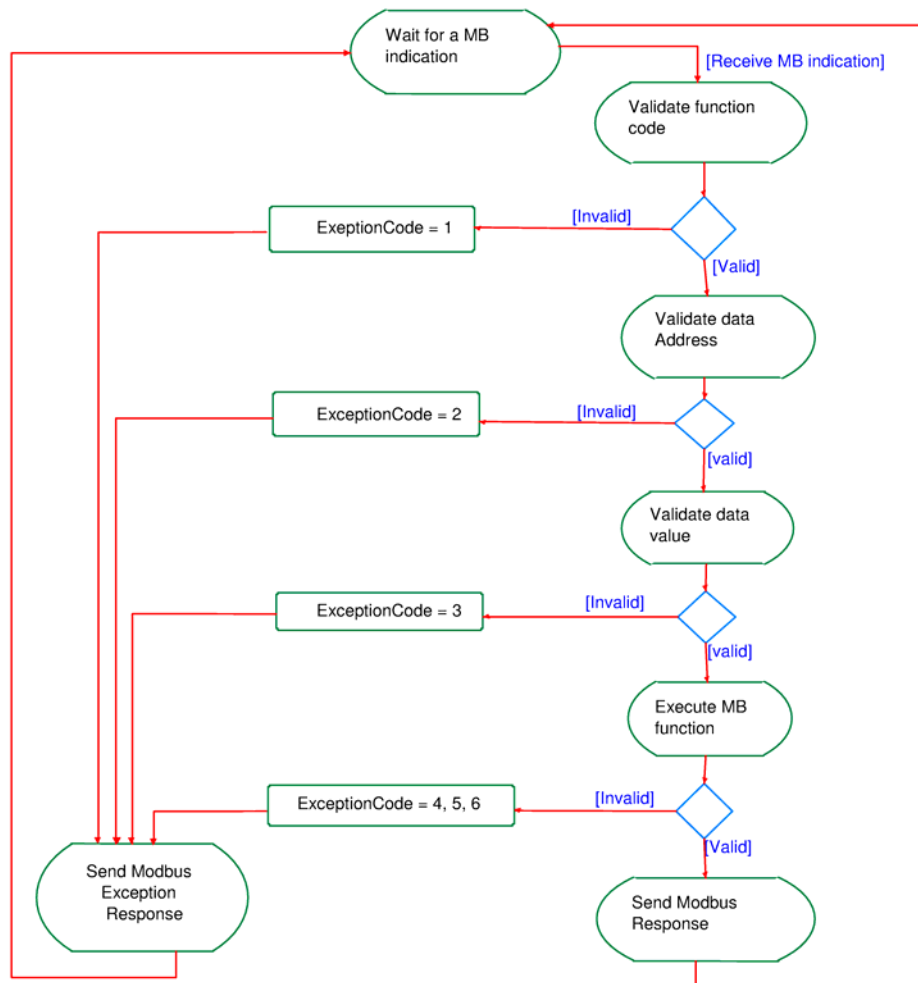 Wait for a MB
indication
[Receive MB indication]
Validate function
code
[Invalid]
ExeptionCode = 1
[Valid]
Validate data
Address
[Invalid]
ExceptionCode = 2
[valid]
Validate data
value
[Invalid]
ExceptionCode = 3
[valid]
Execute MB
function
[Invalid]
ExceptionCode = 4, 5, 6
[Valid]
Send Modbus
Exception
Response
Send Modbus
Response